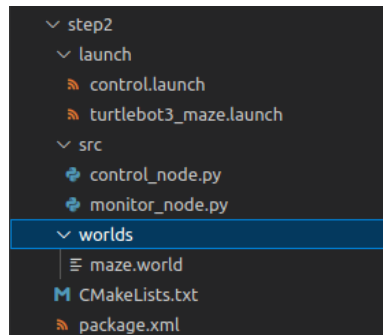 step2
launch
control.launch
turtlebot3_maze.launch
src
control_node.py
monitor_node.py
worlds
maze.world
M CMakeLists.txt
package.xml